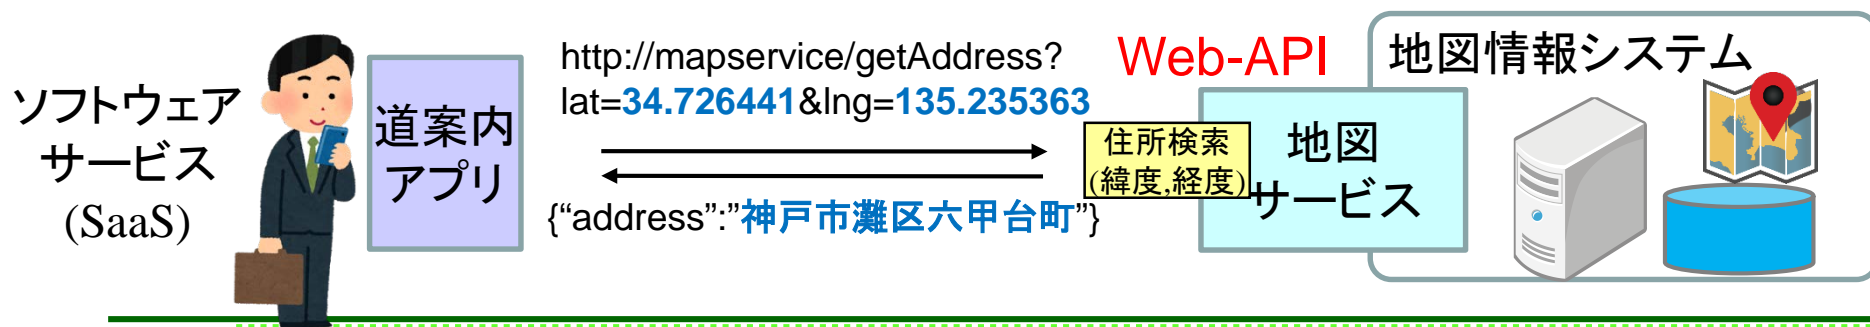 ソフトウェア
サービス
(SaaS)
道案内
アプリ
http://mapservice/getAddress?
lat=34.726441&lng=135.235363
{“address”:”神戸市灘区六甲台町”}
Web-API
住所検索
(緯度,経度)
地図
サービス
地図情報システム